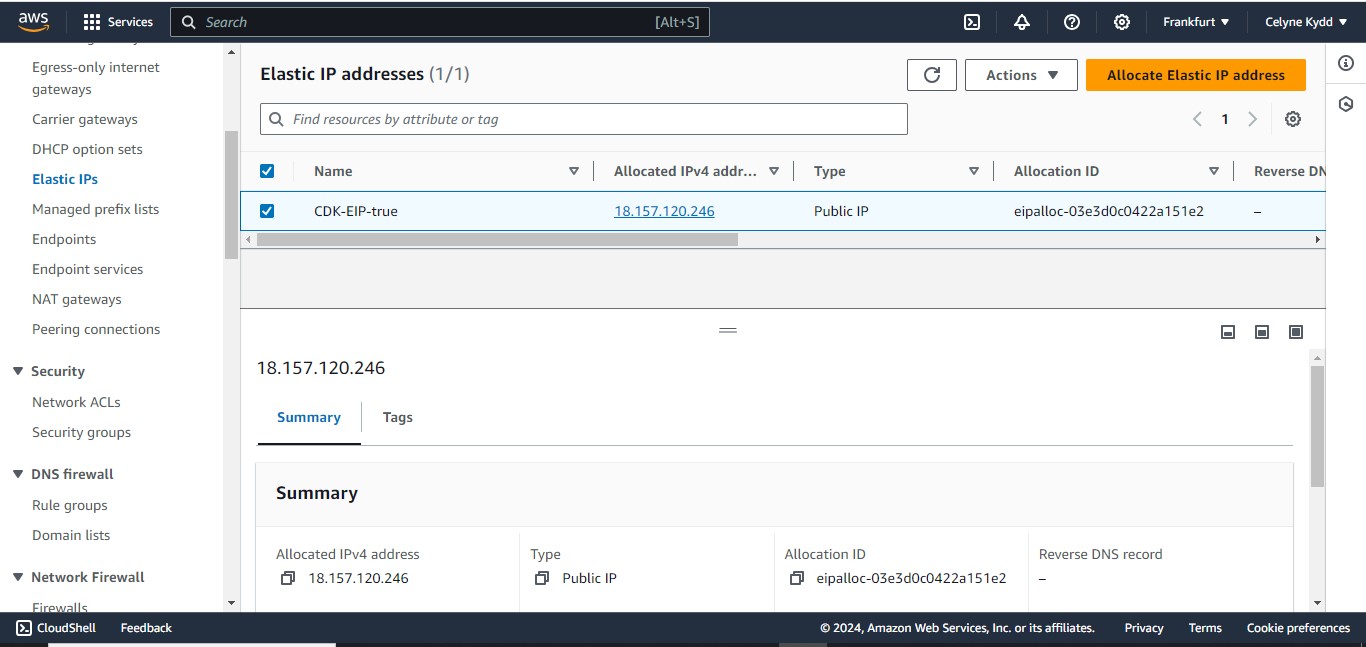 aws
Services
Search
[Alt+S]
Frankfurt
Celyne Kydd
Egress-only internet
gateways
Carrier gateways
DHCP option sets
Elastic IPs
Managed prefix lists
Endpoints
Endpoint services
NAT gateways
Peering connections
Security
Network ACLs
Security groups
DNS firewall
Rule groups
Domain lists
Network Firewall
Firewalls
Elastic IP addresses (1/1)
Actions
Allocate Elastic IP address
Find resources by attribute or tag
1
Name
Allocated IPv4 addr...
Type
Allocation ID
Reverse DN
CDK-EIP-true
18.157.120.246
Public IP
eipalloc-03e3d0c0422a151e2
–
18.157.120.246
Summary
Tags
Summary
Allocated IPv4 address
18.157.120.246
Type
Public IP
Allocation ID
eipalloc-03e3d0c0422a151e2
Reverse DNS record
–
CloudShell
Feedback
© 2024, Amazon Web Services, Inc. or its affiliates.
Privacy
Terms
Cookie preferences